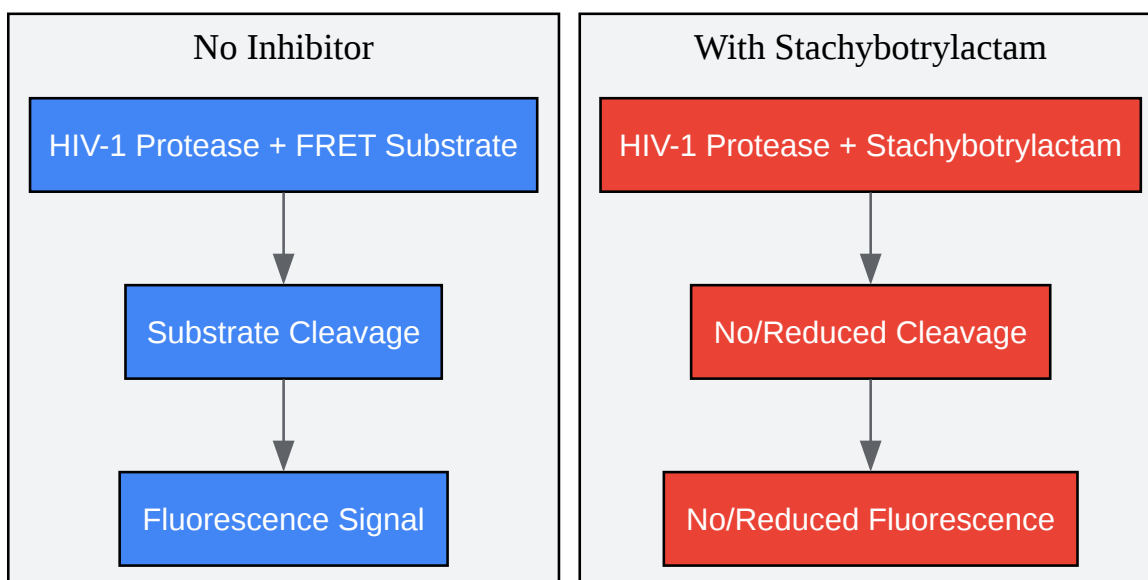 No Inhibitor
HIV-1 Protease + FRET Substrate
Substrate Cleavage
Fluorescence Signal
With Stachybotrylactam
HIV-1 Protease + Stachybotrylactam
No/Reduced Cleavage
No/Reduced Fluorescence